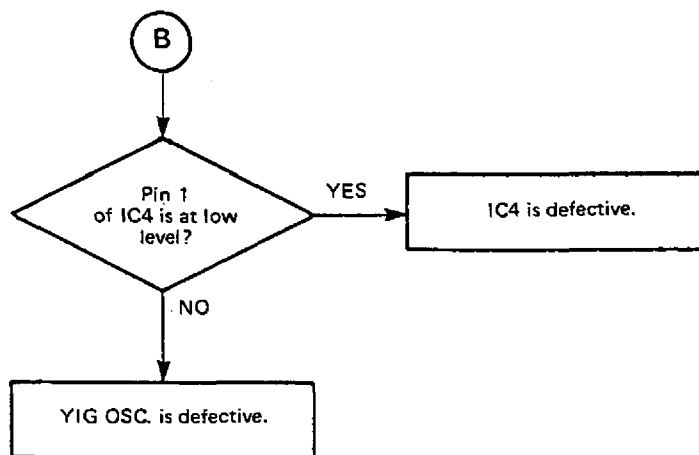 B
Pin 1
of IC4 is at low
level?
YES
IC4 is defective.
NO
YIG OSC. is defective.